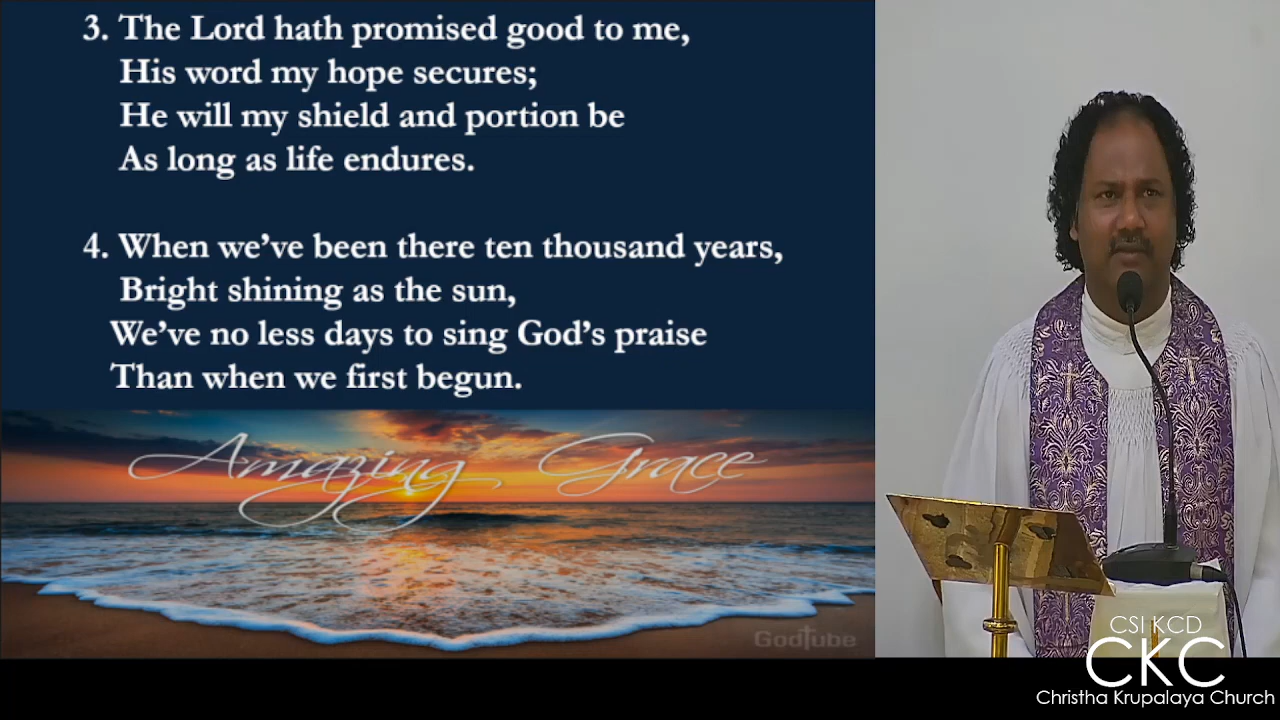 3. The Lord hath promised good to me,
His word my hope secures;
He will my shield and portion be
As long as life endures.
4. When we’ve been there ten thousand years,
Bright shining as the sun,
We’ve no less days to sing God’s praise
Than when we first begun.
Amazing Grace
GodTube
CSI KCD
CKC
Christha Krupalaya Church